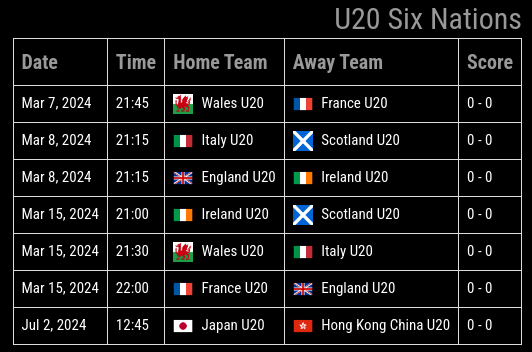 U20 Six Nations
Date Time Home Team Away Team Score
Mar 7, 2024 21:45 Wales U20 France U20 0 - 0
Mar 8, 2024 21:15 Italy U20 Scotland U20 0 - 0
Mar 8, 2024 21:15 England U20 Ireland U20 0 - 0
Mar 15, 2024 21:00 Ireland U20 Scotland U20 0 - 0
Mar 15, 2024 21:30 Wales U20 Italy U20 0 - 0
Mar 15, 2024 22:00 France U20 England U20 0 - 0
Jul 2, 2024 12:45 Japan U20 Hong Kong China U20 0 - 0